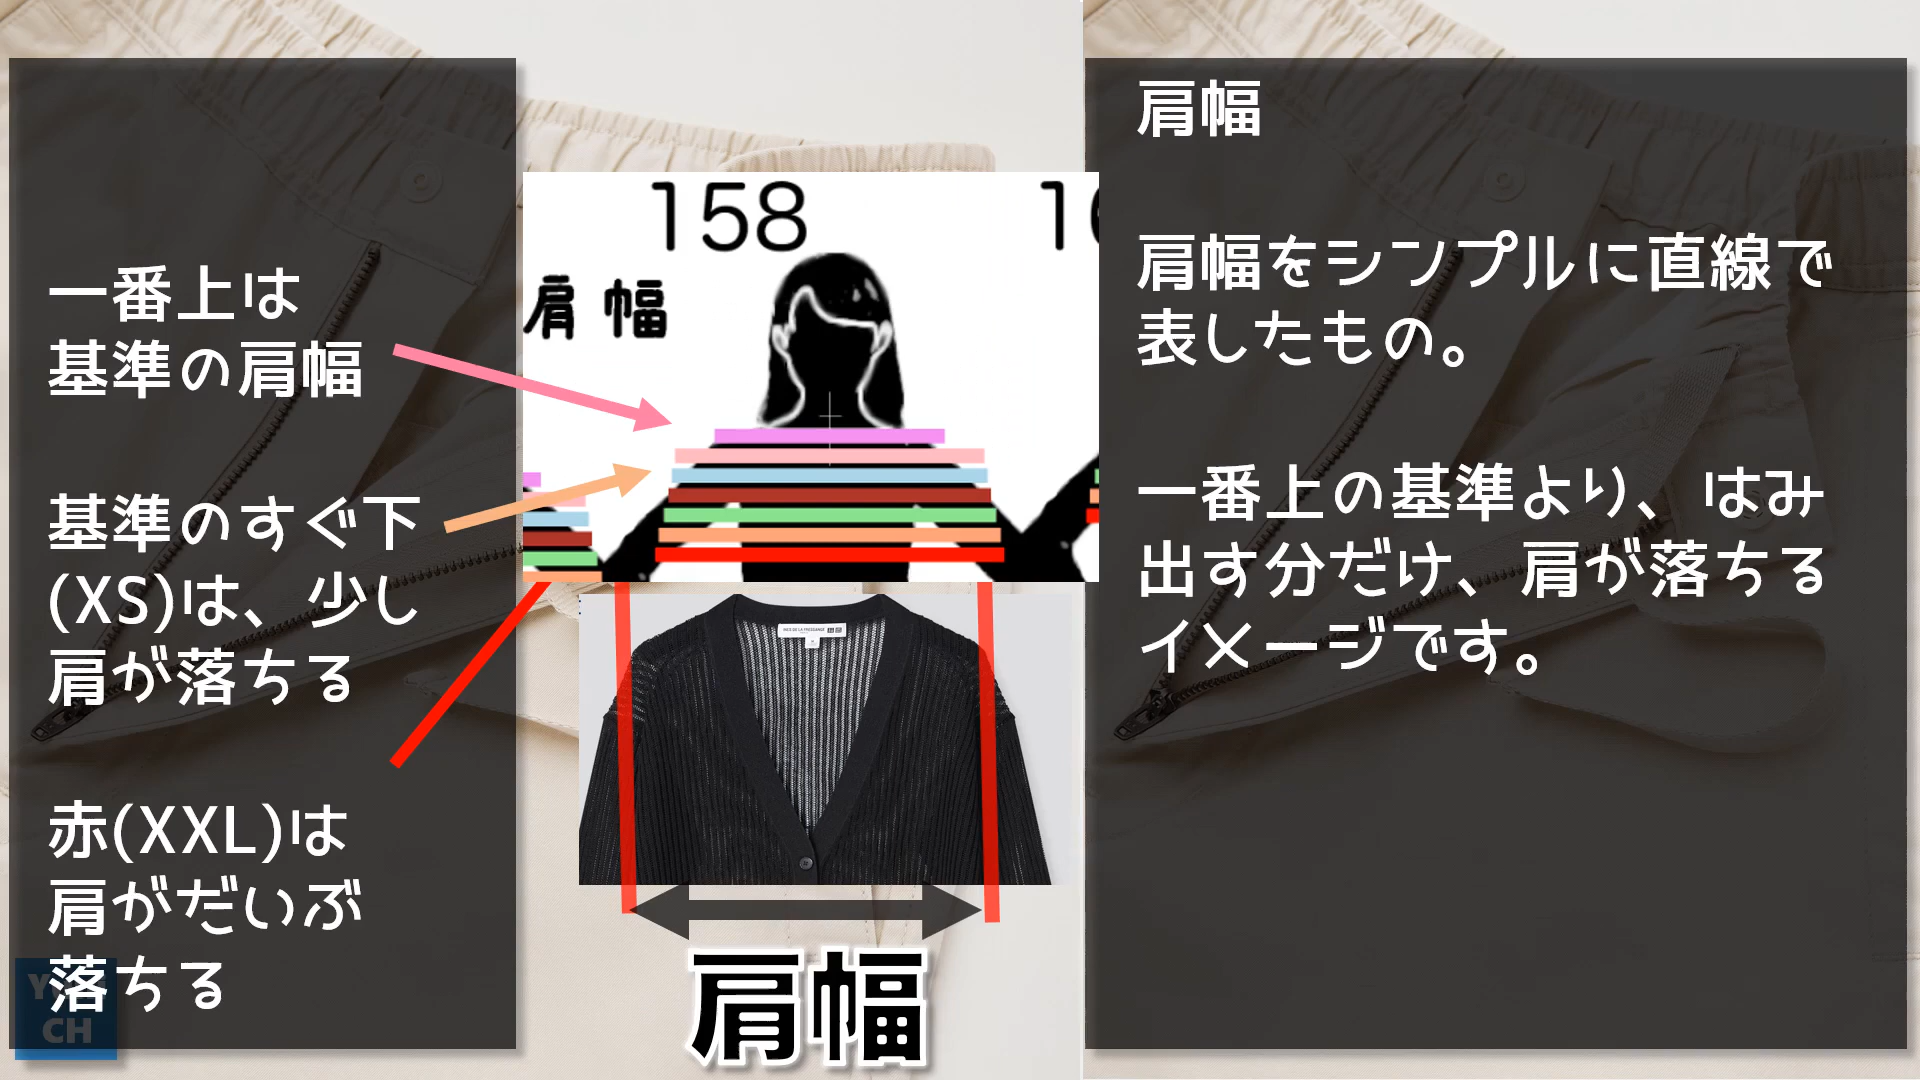 一番上は
基準の肩幅
基準のすぐ下
(XS)は、少し
肩が落ちる
赤(XXL)は
肩がだいぶ
落ちる
CH
158
肩幅
肩幅
肩幅
肩幅をシンプルに直線で
表したもの。
一番上の基準より、はみ
出す分だけ、肩が落ちる
イメージです。